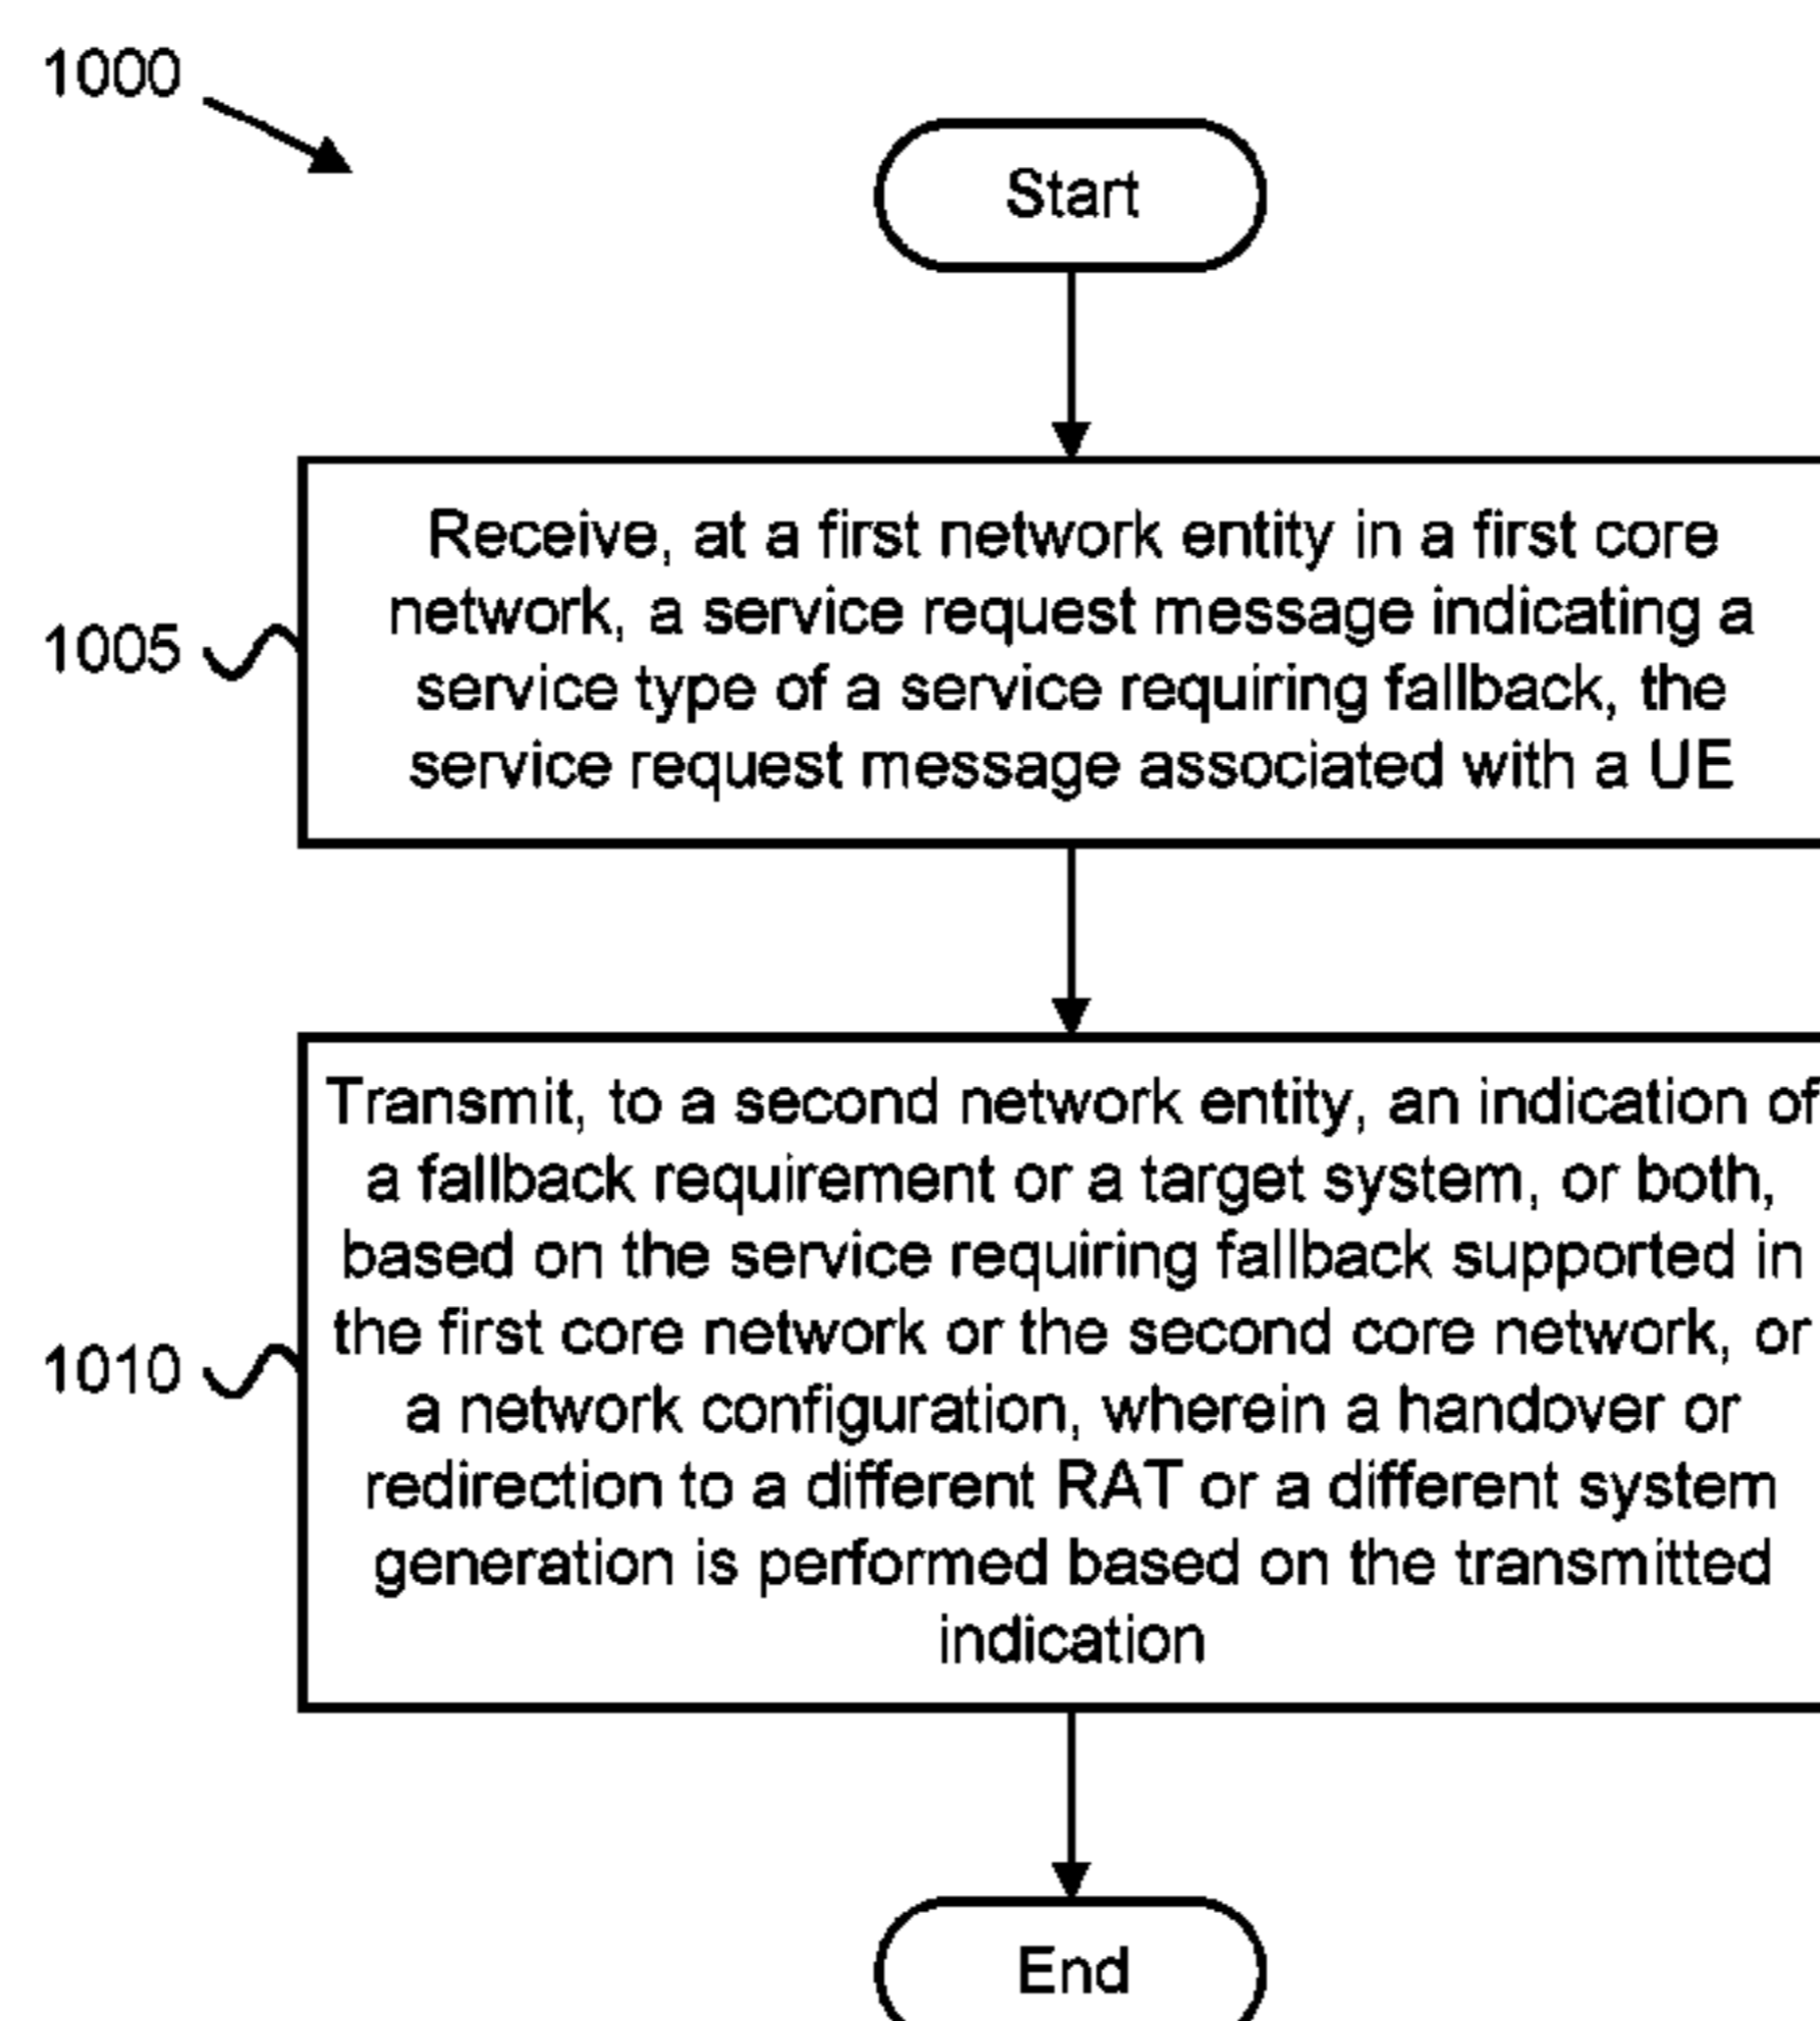 1000
Start
1005
Receive, at a first network entity in a first core
network, a service request message indicating a
service type of a service requiring fallback, the
service request message associated with a UE
1010
Transmit, to a second network entity, an indication of
a fallback requirement or a target system, or both,
based on the service requiring fallback supported in
the first core network or the second core network, or
a network configuration, wherein a handover or
redirection to a different RAT or a different system
generation is performed based on the transmitted
indication
End